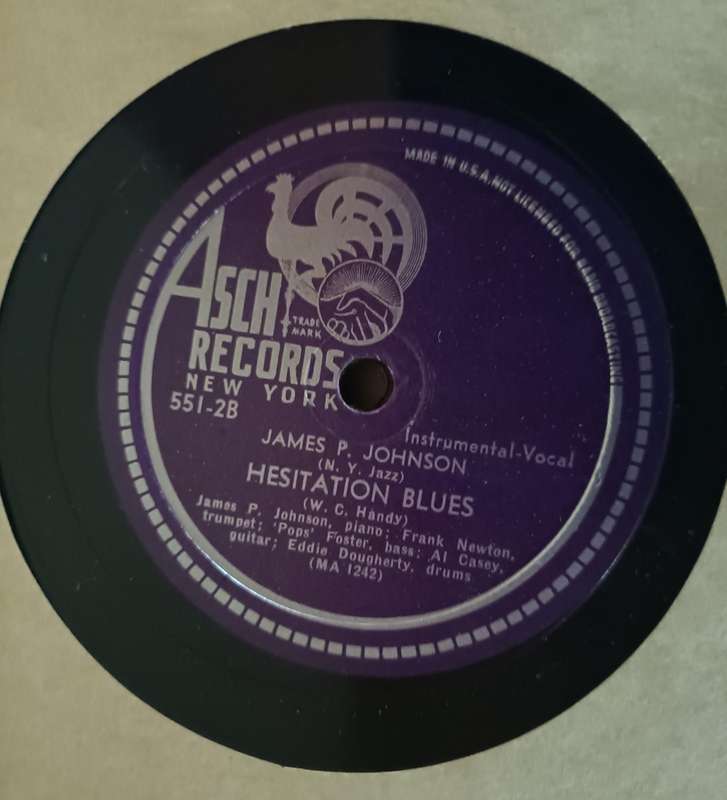 MADE IN U.S.A. NOT LICENSED FOR RADIO BROADCASTING
ASCH
TRADE
MARK
RECORDS
NEW YORK
551-2B
Instrumental-Vocal
JAMES P. JOHNSON
(N. Y. Jazz)
HESITATION BLUES
(W. C. Handy)
James P. Johnson, piano; Frank Newton,
trumpet; 'Pops' Foster, bass; Al Casey,
guitar; Eddie Dougherty, drums
(MA 1242)